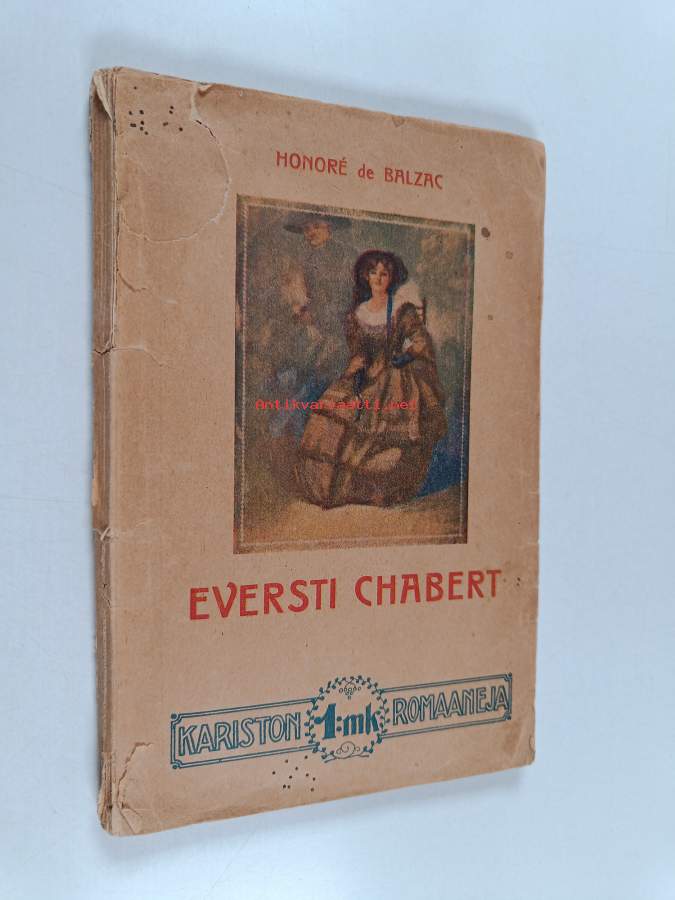 HONORÉ de BALZAC
Antikvariaatti.net
EVERSTI CHABERT
KARISTON 1:mk ROMAANEJA